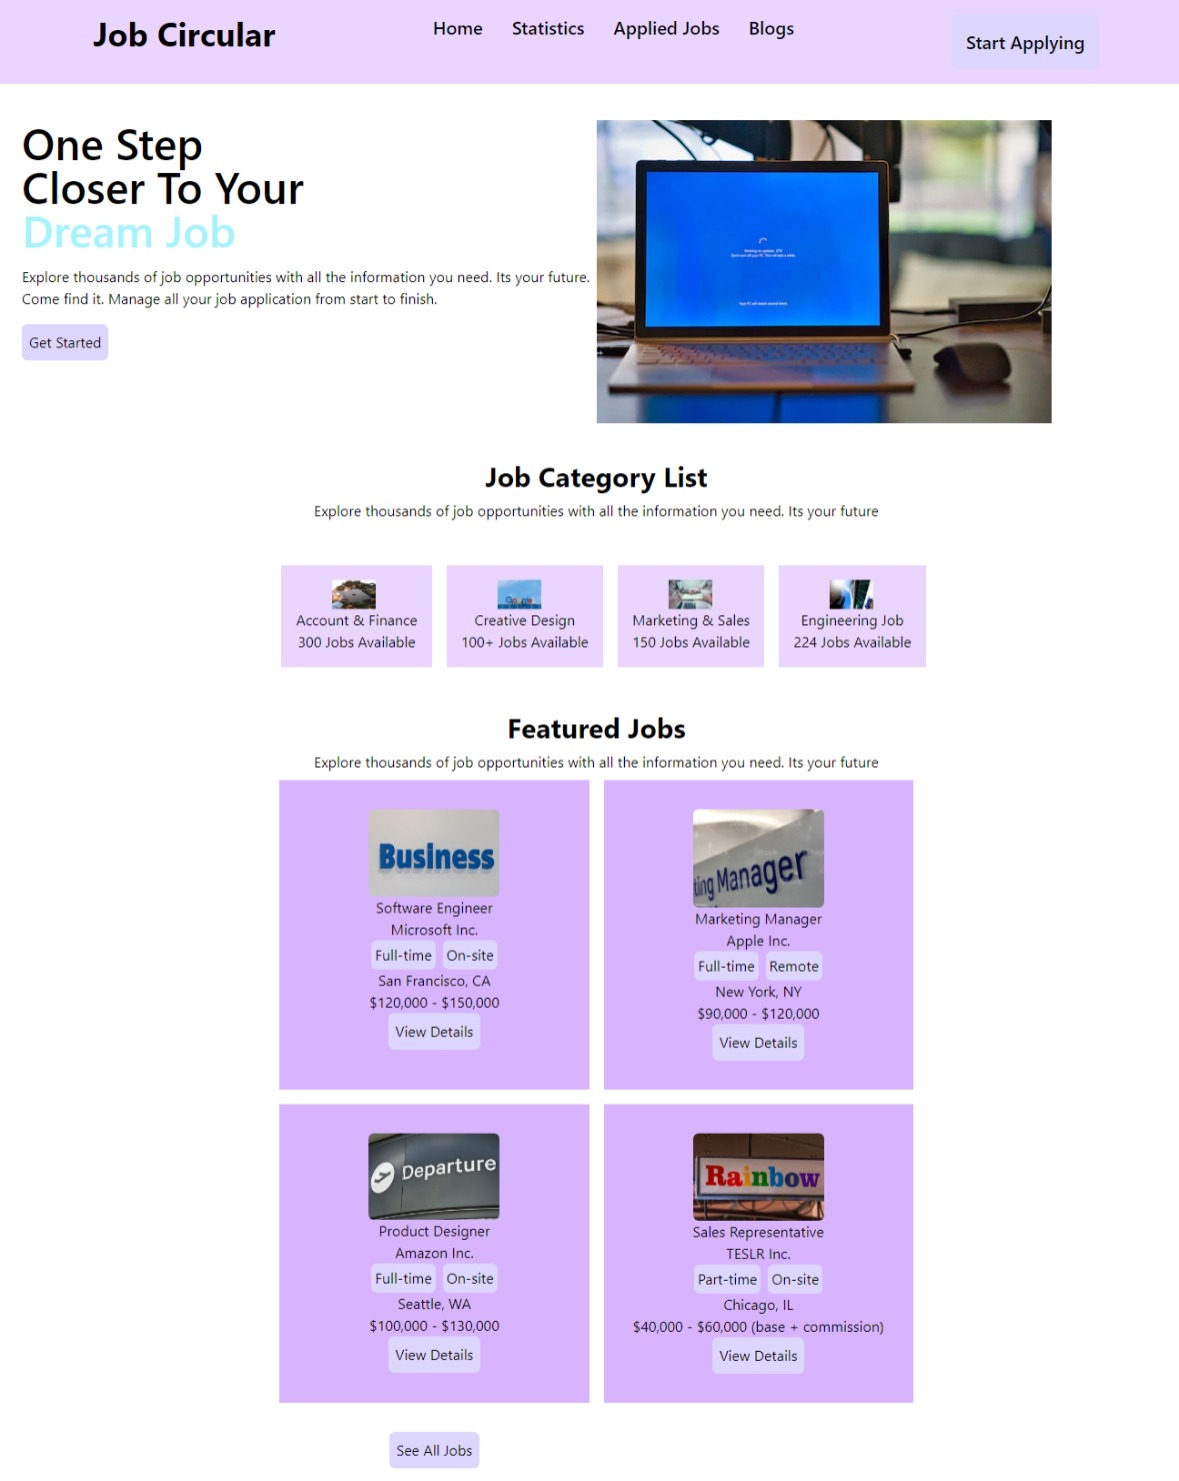 Job Circular
Home Statistics Applied Jobs Blogs
Start Applying
One Step
Closer To Your
Dream Job
Explore thousands of job opportunities with all the information you need. Its your future.
Come find it. Manage all your job application from start to finish.
Get Started
Job Category List
Explore thousands of job opportunities with all the information you need. Its your future
Account & Finance
300 Jobs Available
Creative Design
100+ Jobs Available
Marketing & Sales
150 Jobs Available
Engineering Job
224 Jobs Available
Featured Jobs
Explore thousands of job opportunities with all the information you need. Its your future
Business
Software Engineer
Microsoft Inc.
Full-time On-site
San Francisco, CA
$120,000 - $150,000
View Details
ting Manager
Marketing Manager
Apple Inc.
Full-time Remote
New York, NY
$90,000 - $120,000
View Details
Departure
Product Designer
Amazon Inc.
Full-time On-site
Seattle, WA
$100,000 - $130,000
View Details
Rainbow
Sales Representative
TESLR Inc.
Part-time On-site
Chicago, IL
$40,000 - $60,000 (base + commission)
View Details
See All Jobs